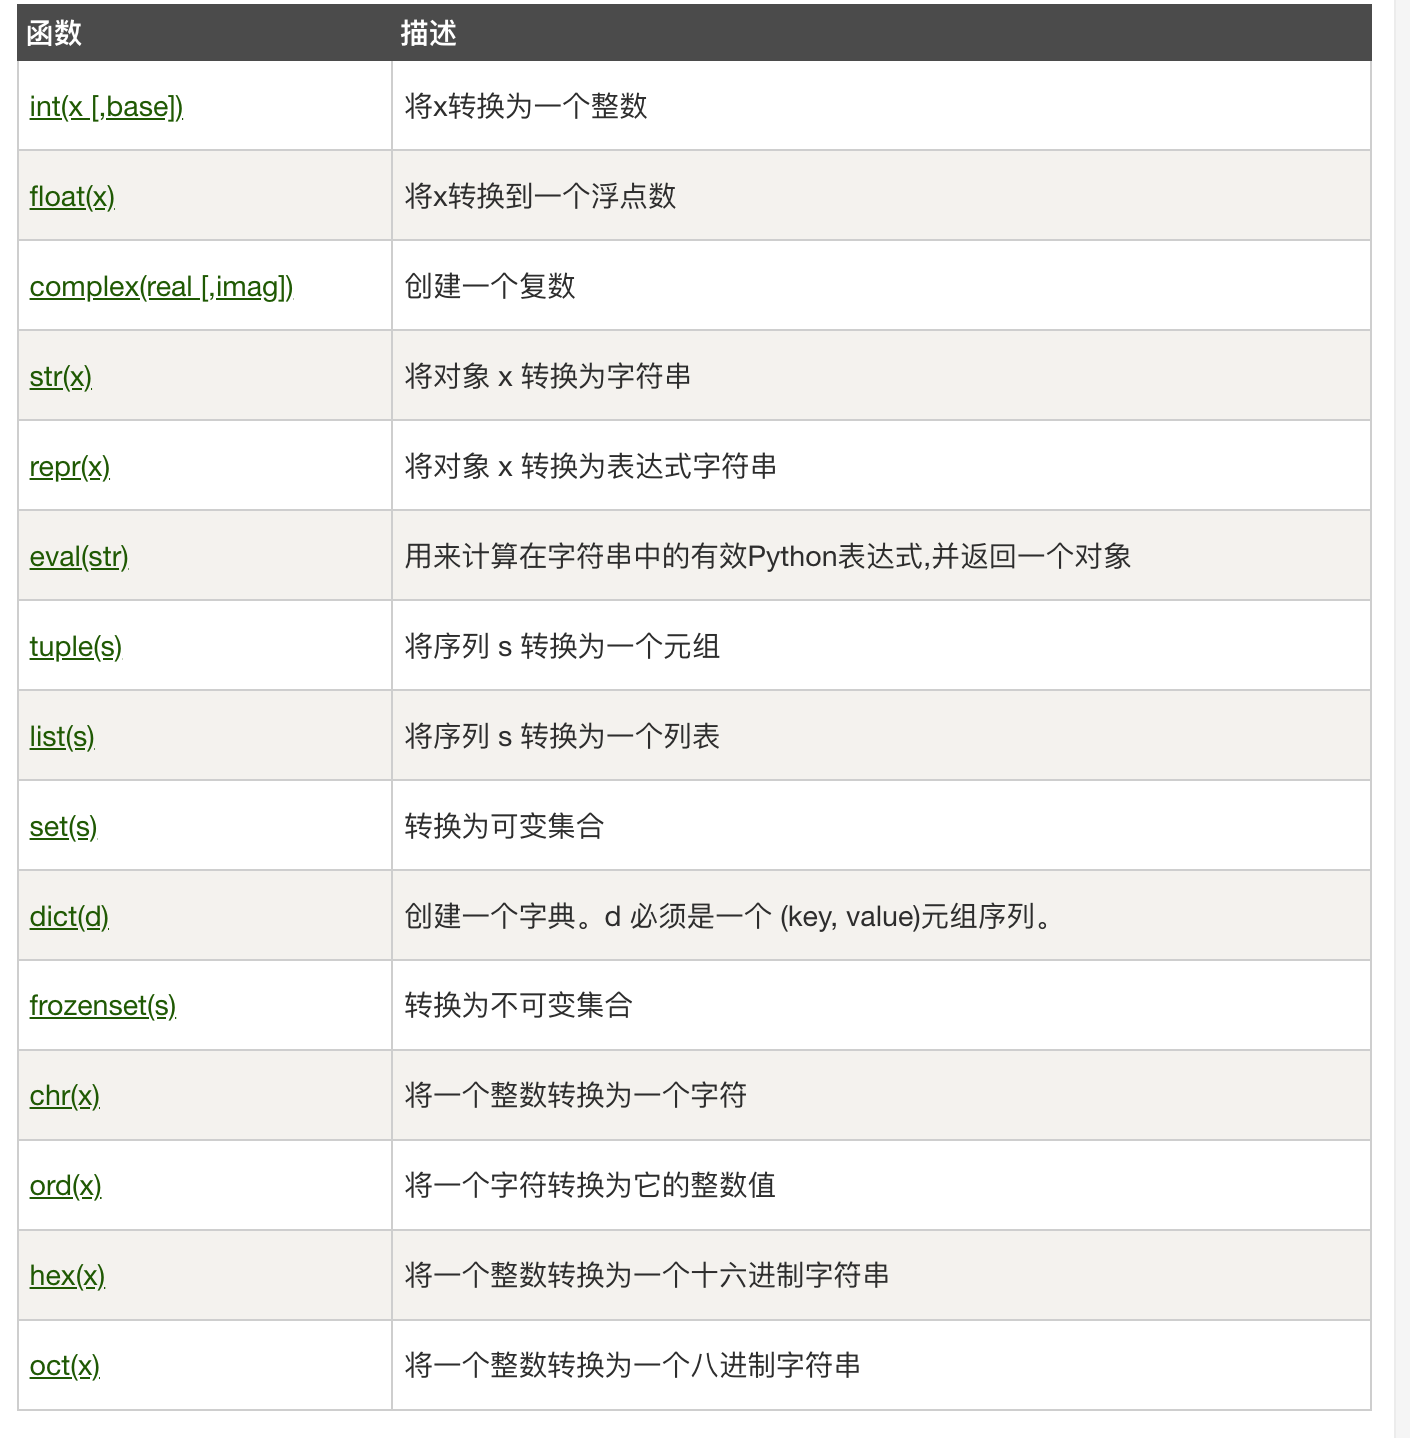 函数 描述
int(x [,base]) 将x转换为一个整数
float(x) 将x转换到一个浮点数
complex(real [,imag]) 创建一个复数
str(x) 将对象 x 转换为字符串
repr(x) 将对象 x 转换为表达式字符串
eval(str) 用来计算在字符串中的有效Python表达式,并返回一个对象
tuple(s) 将序列 s 转换为一个元组
list(s) 将序列 s 转换为一个列表
set(s) 转换为可变集合
dict(d) 创建一个字典。d 必须是一个 (key, value)元组序列。
frozenset(s) 转换为不可变集合
chr(x) 将一个整数转换为一个字符
ord(x) 将一个字符转换为它的整数值
hex(x) 将一个整数转换为一个十六进制字符串
oct(x) 将一个整数转换为一个八进制字符串